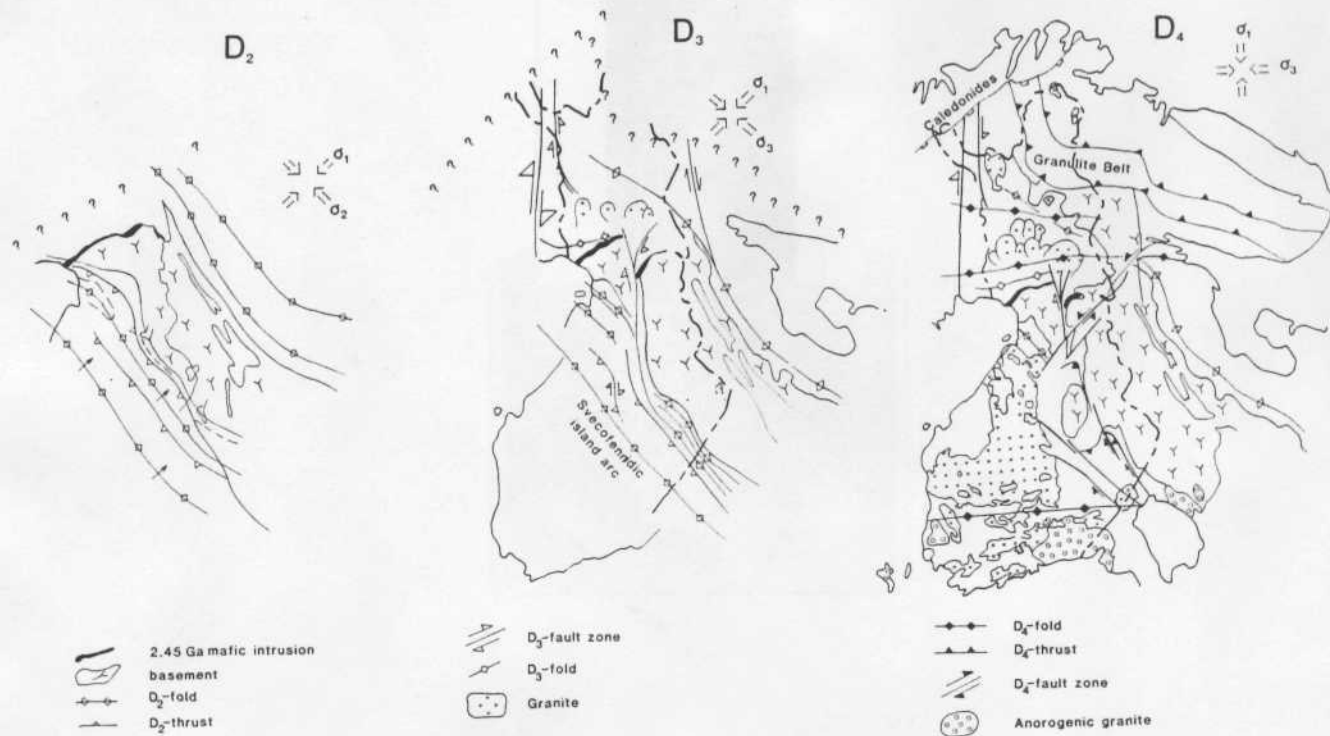 D₂
σ₁
σ₂
2.45 Ga mafic intrusion
basement
D₂-fold
D₂-thrust
D₃
σ₁
σ₃
Svecofennidic
island arc
D₃-fault zone
D₃-fold
Granite
D₄
σ₁
σ₃
Caledonides
Granulite Belt
D₄-fold
D₄-thrust
D₄-fault zone
Anorogenic granite